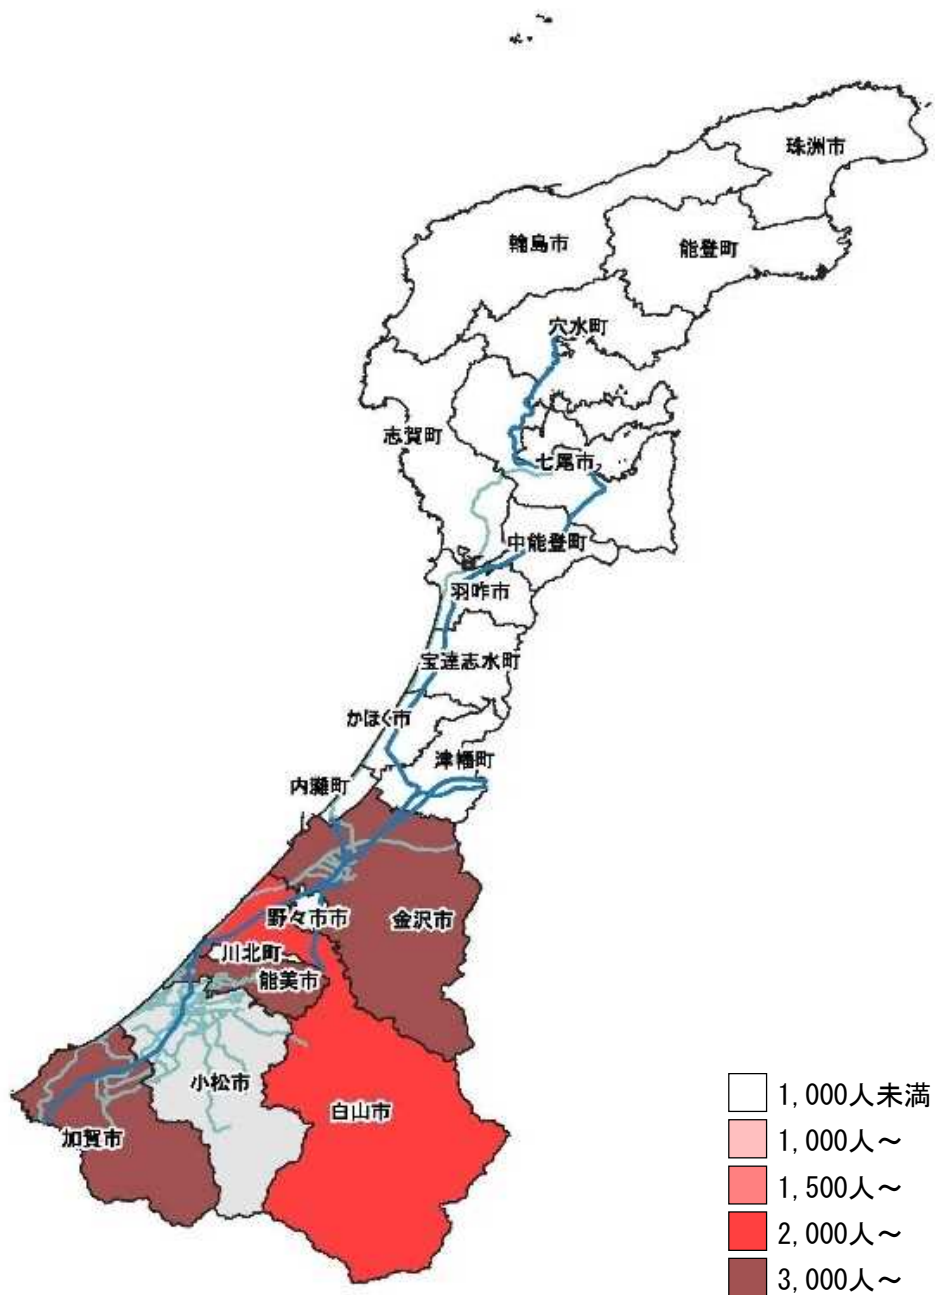 珠洲市
輪島市
能登町
穴水町
志賀町
七尾市
中能登町
羽咋市
宝達志水町
かほく市
津幡町
内灘町
野々市市
金沢市
川北町
能美市
小松市
白山市
加賀市
1,000人未満
1,000人～
1,500人～
2,000人～
3,000人～